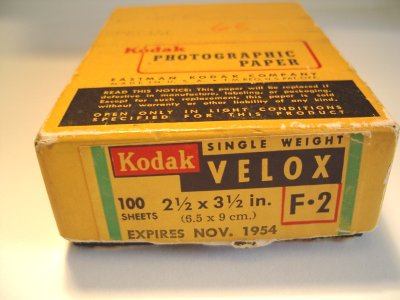 Kodak
PHOTOGRAPHIC
PAPER
EASTMAN KODAK COMPANY
MADE IN U.S.A.
READ THIS NOTICE: This paper will be replaced if
defective in manufacture, labeling, or packaging.
Except for such replacement, this paper is sold
without warranty or other liability of any kind.
OPEN ONLY IN LIGHT CONDITIONS
SPECIFIED FOR THIS PRODUCT
Kodak
SINGLE WEIGHT
VELOX
100
SHEETS
2½ x 3½ in.
(6.5 x 9 cm.)
F·2
EXPIRES NOV. 1954